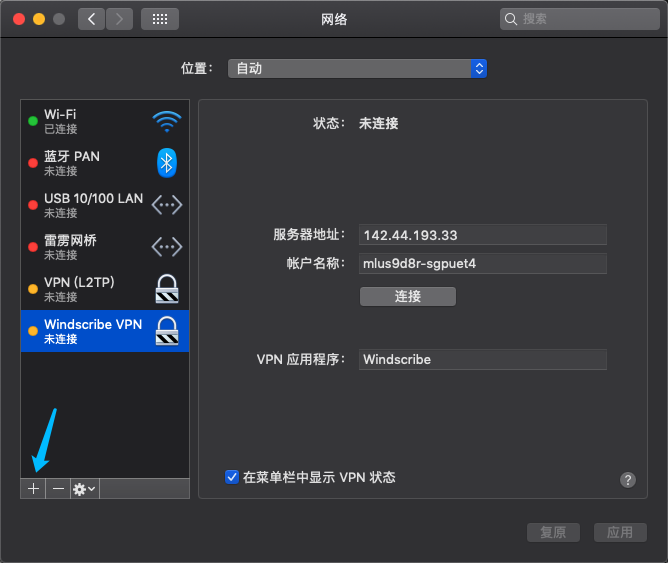 网络
搜索
位置： 自动
Wi-Fi
已连接
蓝牙 PAN
未连接
USB 10/100 LAN
未连接
雷雳网桥
未连接
VPN (L2TP)
未连接
Windscribe VPN
未连接
状态： 未连接
服务器地址： 142.44.193.33
帐户名称： mlus9d8r-sgpuet4
连接
VPN 应用程序： Windscribe
在菜单栏中显示 VPN 状态
?
复原 应用